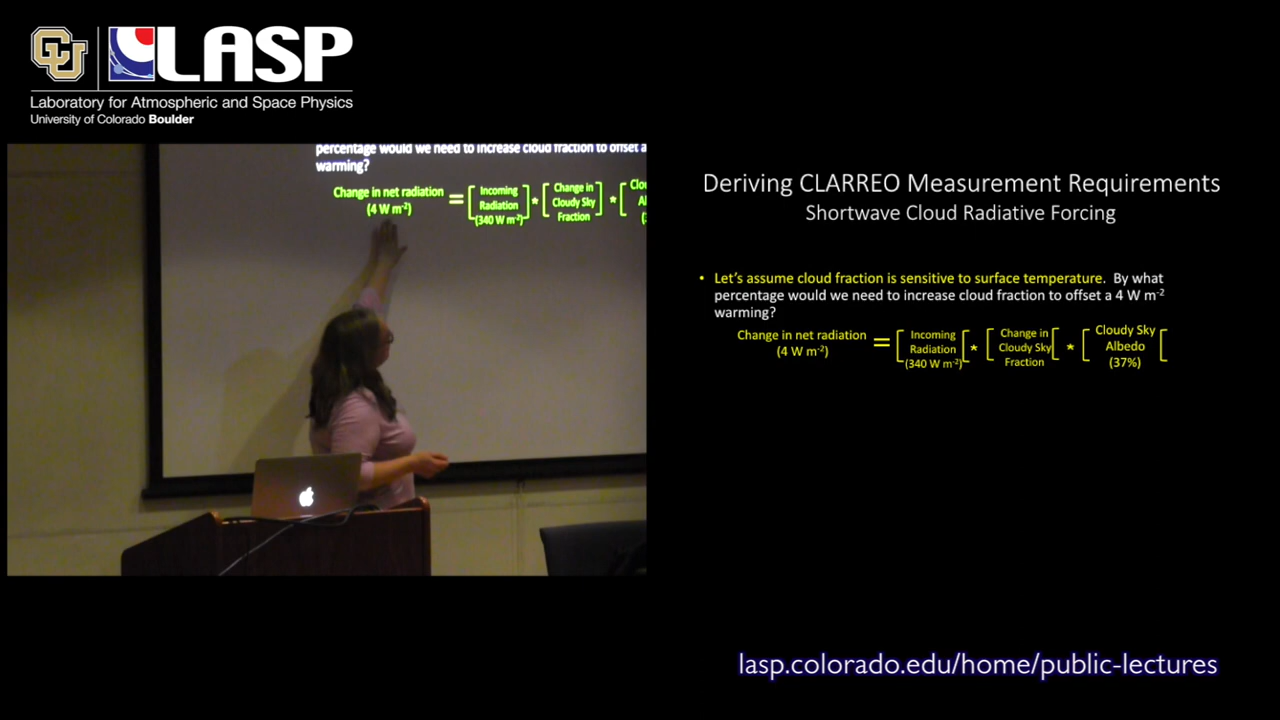 CU
LASP
Laboratory for Atmospheric and Space Physics
University of Colorado Boulder
percentage would we need to increase cloud fraction to offset a
warming?
Change in net radiation
(4 W m-2)
=
[Incoming
Radiation
(340 W m-2)]
*
[Change in
Cloudy Sky
Fraction]
*
[Clou
Al
(3
Deriving CLARREO Measurement Requirements
Shortwave Cloud Radiative Forcing
• Let's assume cloud fraction is sensitive to surface temperature. By what
percentage would we need to increase cloud fraction to offset a 4 W m-2
warming?
Change in net radiation
(4 W m-2)
=
[Incoming
Radiation
(340 W m-2)[
*
[Change in
Cloudy Sky
Fraction[
*
[Cloudy Sky
Albedo
(37%)[
lasp.colorado.edu/home/public-lectures